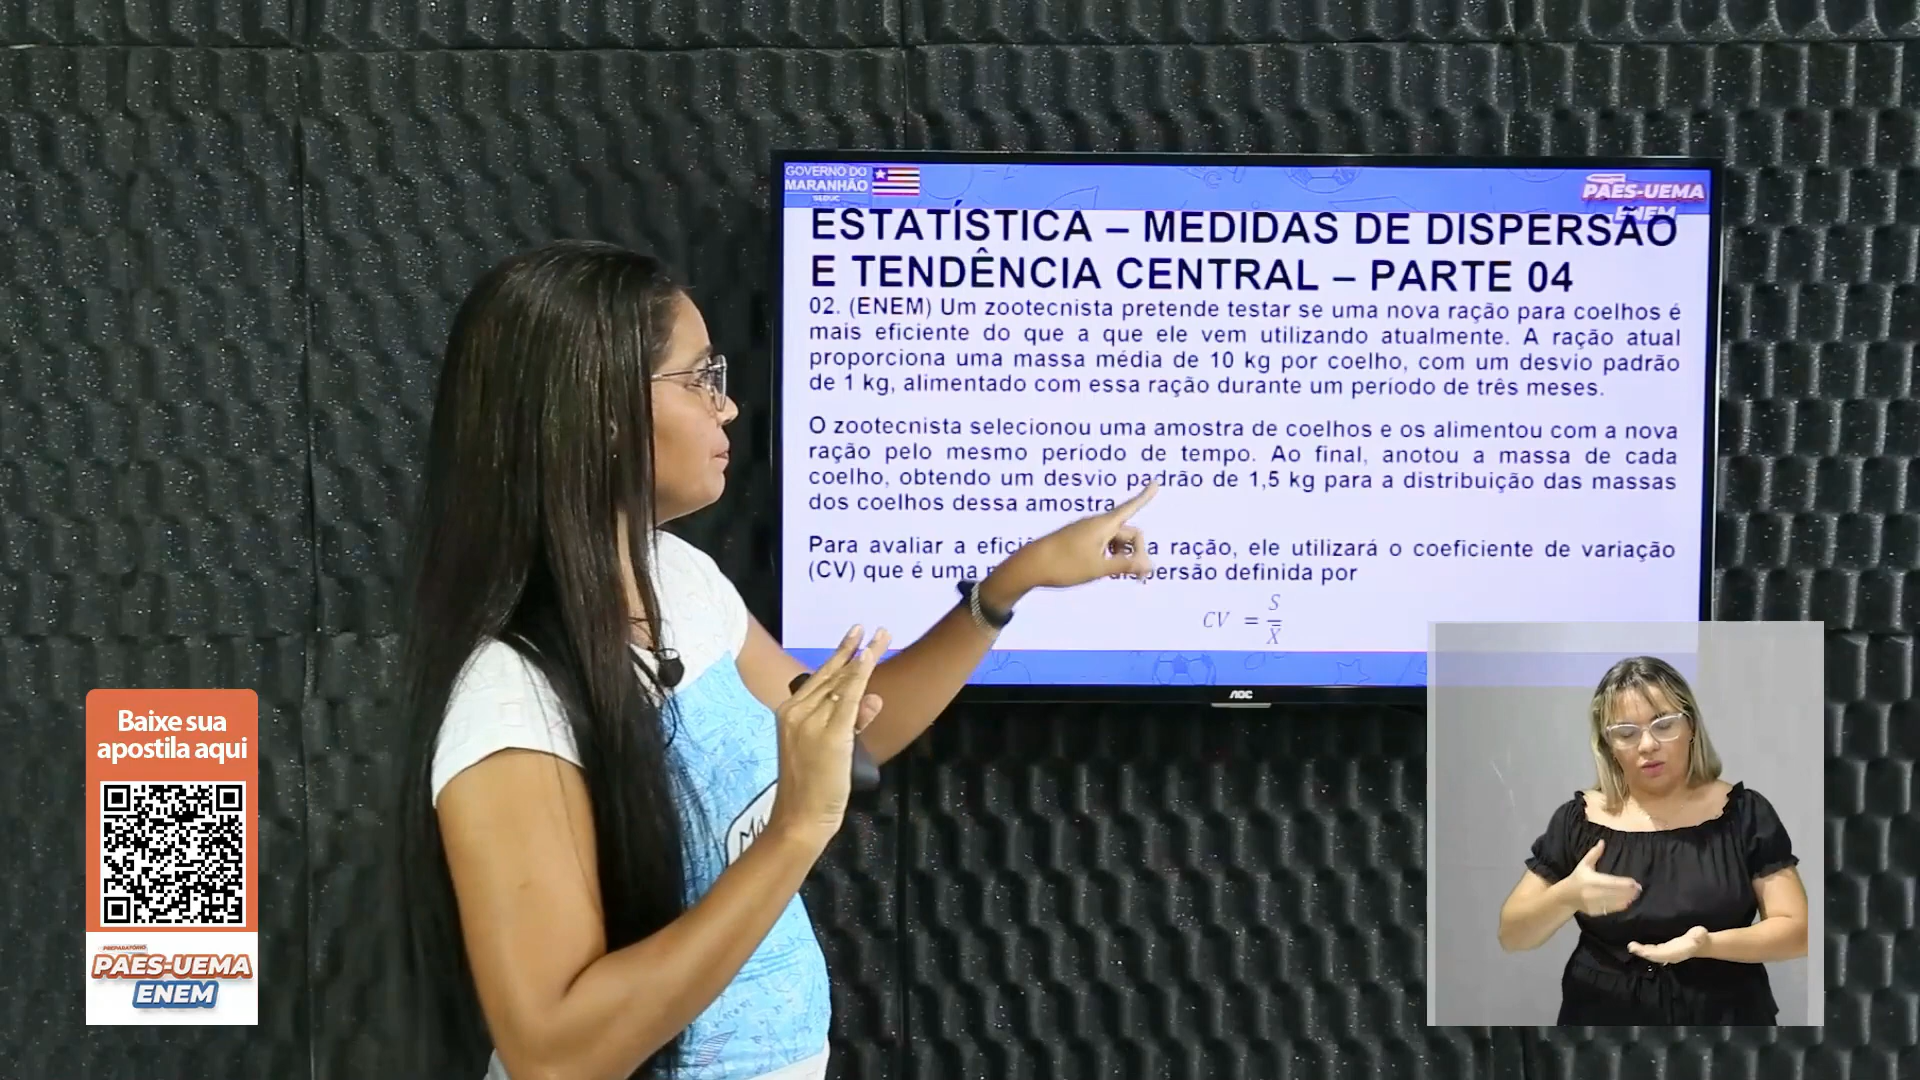 GOVERNO DO
MARANHÃO
SEDUC
PAES-UEMA
ENEM
ESTATÍSTICA – MEDIDAS DE DISPERSÃO
E TENDÊNCIA CENTRAL – PARTE 04
02. (ENEM) Um zootecnista pretende testar se uma nova ração para coelhos é
mais eficiente do que a que ele vem utilizando atualmente. A ração atual
proporciona uma massa média de 10 kg por coelho, com um desvio padrão
de 1 kg, alimentado com essa ração durante um período de três meses.
O zootecnista selecionou uma amostra de coelhos e os alimentou com a nova
ração pelo mesmo período de tempo. Ao final, anotou a massa de cada
coelho, obtendo um desvio padrão de 1,5 kg para a distribuição das massas
dos coelhos dessa amostra
Para avaliar a a ração, ele utilizará o coeficiente de variação
(CV) que é uma dispersão definida por
CV = S/X̄
AOC
Baixe sua
apostila aqui
PREPARATÓRIO
PAES-UEMA
ENEM